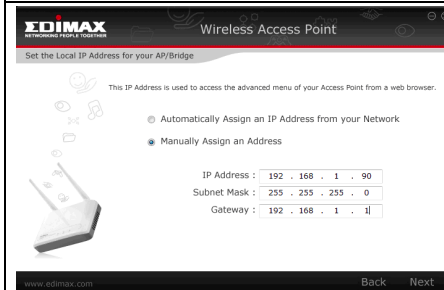 EDIMAX
NETWORKING PEOPLE TOGETHER
Wireless Access Point
Set the Local IP Address for your AP/Bridge
This IP Address is used to access the advanced menu of your Access Point from a web browser.
Automatically Assign an IP Address from your Network
Manually Assign an Address
IP Address : 192 . 168 . 1 . 90
Subnet Mask : 255 . 255 . 255 . 0
Gateway : 192 . 168 . 1 . 1
www.edimax.com
Back Next